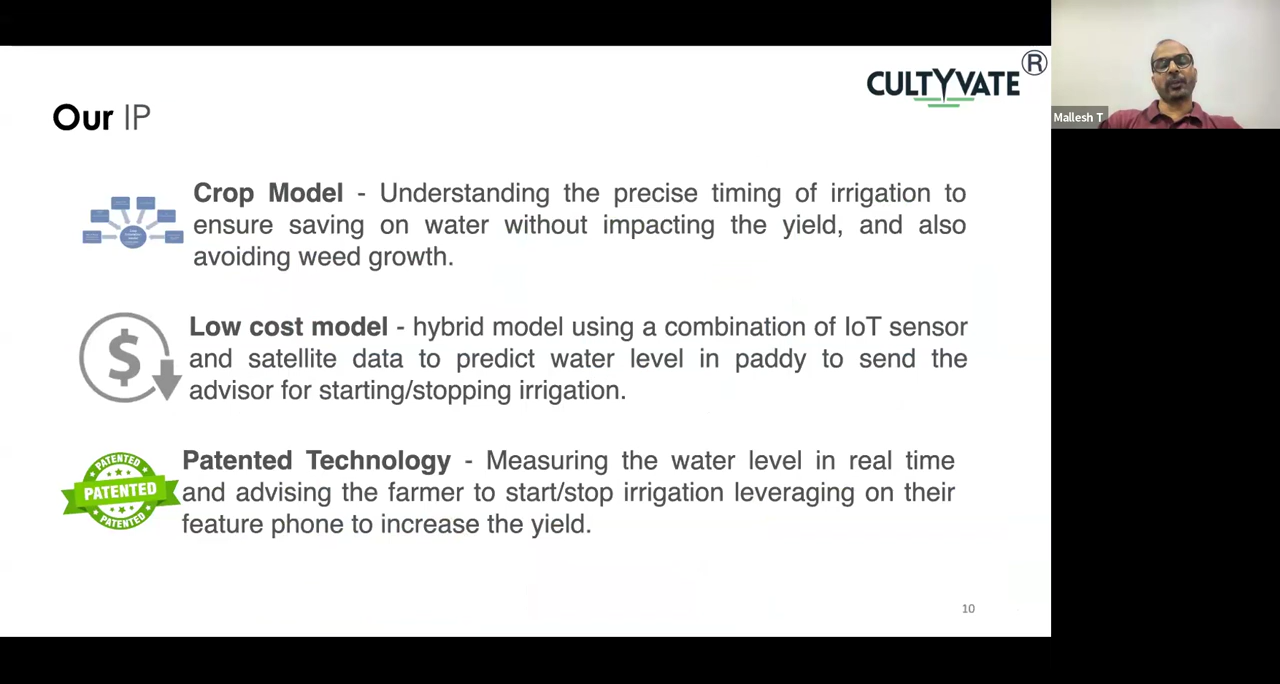 CULTYVATE®
Our IP
Mallesh T
Crop Model - Understanding the precise timing of irrigation to
ensure saving on water without impacting the yield, and also
avoiding weed growth.
$
Low cost model - hybrid model using a combination of IoT sensor
and satellite data to predict water level in paddy to send the
advisor for starting/stopping irrigation.
PATENTED
PATENTED
PATENTED
Patented Technology - Measuring the water level in real time
and advising the farmer to start/stop irrigation leveraging on their
feature phone to increase the yield.
10